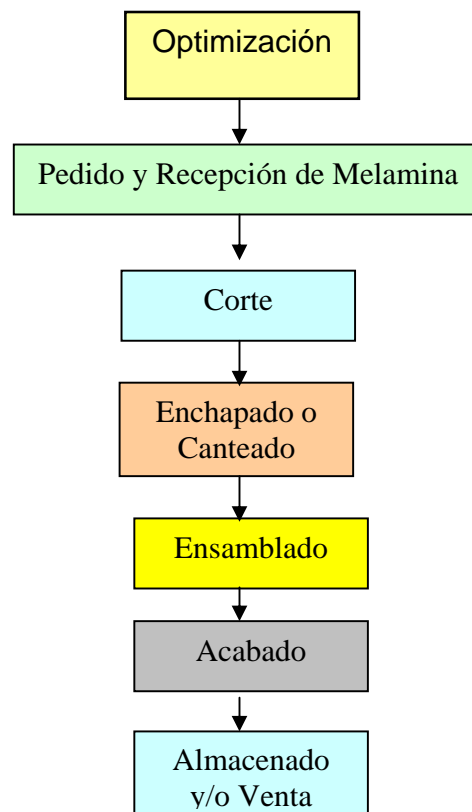 Optimización
Pedido y Recepción de Melamina
Corte
Enchapado o
Canteado
Ensamblado
Acabado
Almacenado
y/o Venta